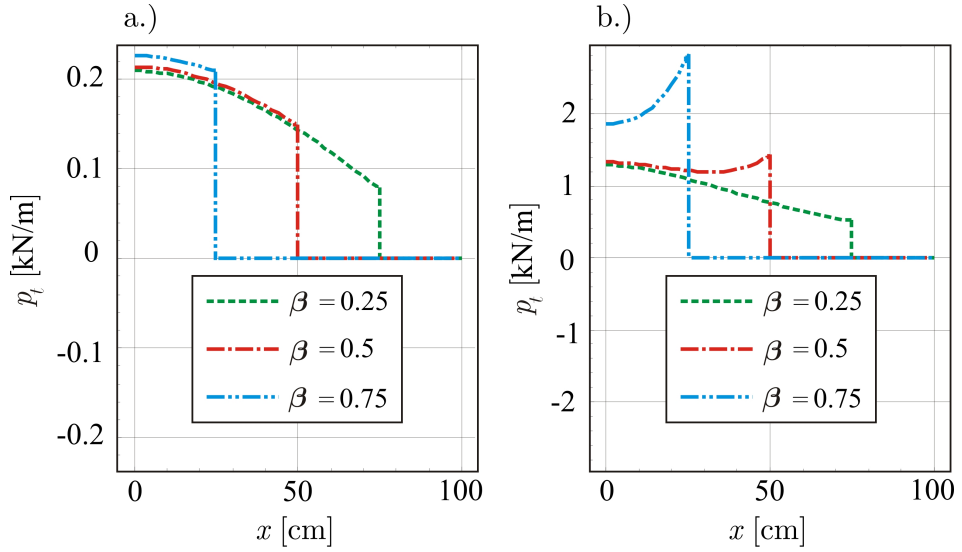 a.)
p_t [kN/m]
0.2
0.1
0
-0.1
-0.2
β = 0.25
β = 0.5
β = 0.75
0 50 100
x [cm]
b.)
p_t [kN/m]
2
1
0
-1
-2
β = 0.25
β = 0.5
β = 0.75
0 50 100
x [cm]